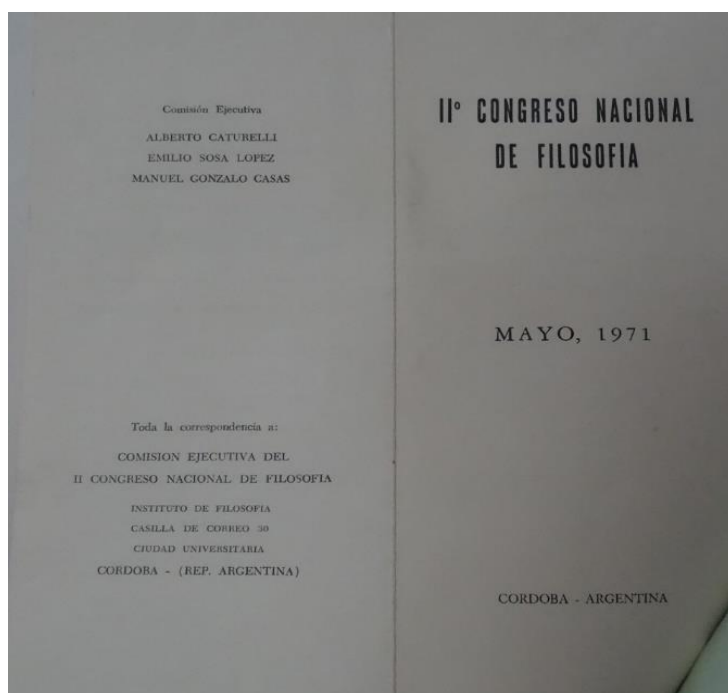 Comisión Ejecutiva
ALBERTO CATURELLI
EMILIO SOSA LOPEZ
MANUEL GONZALO CASAS
Toda la correspondencia a:
COMISION EJECUTIVA DEL
II CONGRESO NACIONAL DE FILOSOFIA
INSTITUTO DE FILOSOFIA
CASILLA DE CORREO 30
CIUDAD UNIVERSITARIA
CORDOBA - (REP. ARGENTINA)
IIº CONGRESO NACIONAL
DE FILOSOFIA
MAYO, 1971
CORDOBA - ARGENTINA